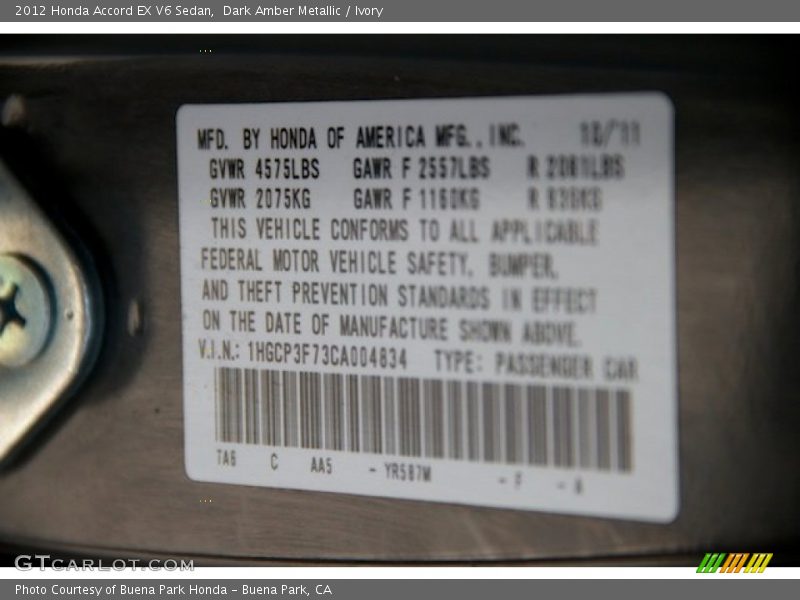 2012 Honda Accord EX V6 Sedan,  Dark Amber Metallic / Ivory
MFD. BY HONDA OF AMERICA MFG., INC. 10/11
GVWR 4575LBS GAWR F 2557LBS R 2081LBS
GVWR 2075KG GAWR F 1160KG R
THIS VEHICLE CONFORMS TO ALL APPLICABLE
FEDERAL MOTOR VEHICLE SAFETY, BUMPER,
AND THEFT PREVENTION STANDARDS IN EFFECT
ON THE DATE OF MANUFACTURE SHOWN ABOVE.
V.I.N.: 1HGCP3F73CA004834 TYPE: PASSENGER CAR
TA6 C AA5 - YR587M - F -
GTCARLOT.COM
Photo Courtesy of Buena Park Honda – Buena Park, CA